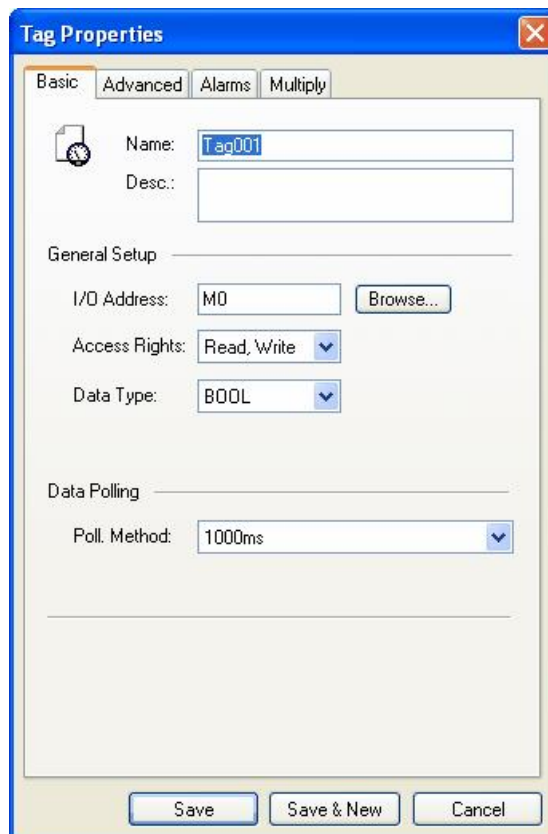 Tag Properties
Basic Advanced Alarms Multiply
Name: Tag001
Desc.:
General Setup
I/O Address: M0 Browse...
Access Rights: Read, Write
Data Type: BOOL
Data Polling
Poll. Method: 1000ms
Save Save & New Cancel